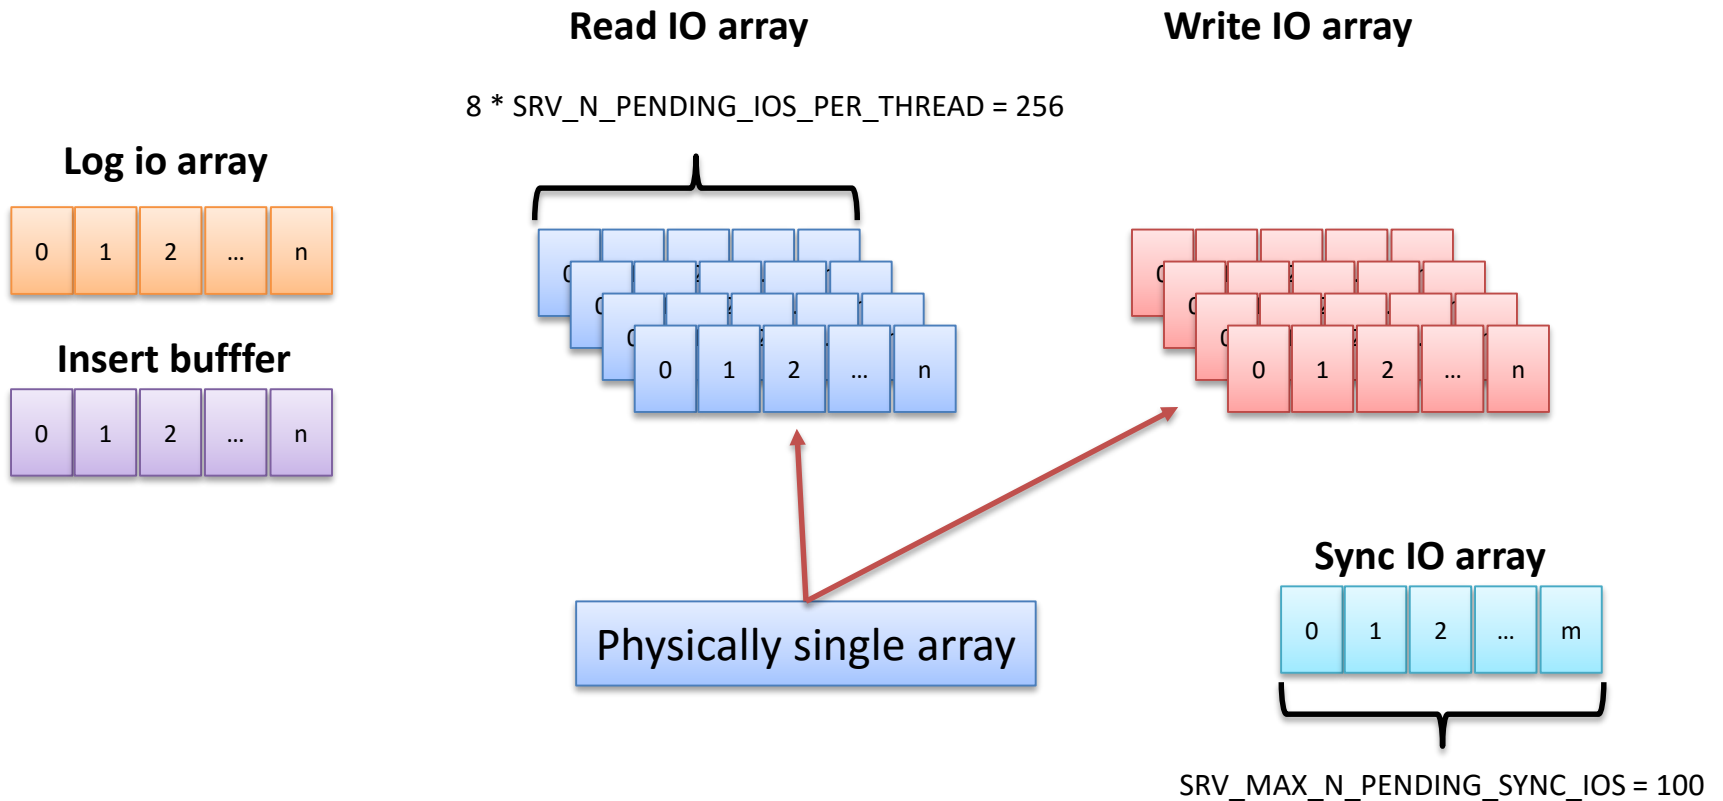 Read IO array
Write IO array
8 * SRV_N_PENDING_IOS_PER_THREAD = 256
Log io array
0 1 2 ... n
Insert bufffer
0 1 2 ... n
0 1 2 ... n
0 1 2 ... n
Physically single array
Sync IO array
0 1 2 ... m
SRV_MAX_N_PENDING_SYNC_IOS = 100